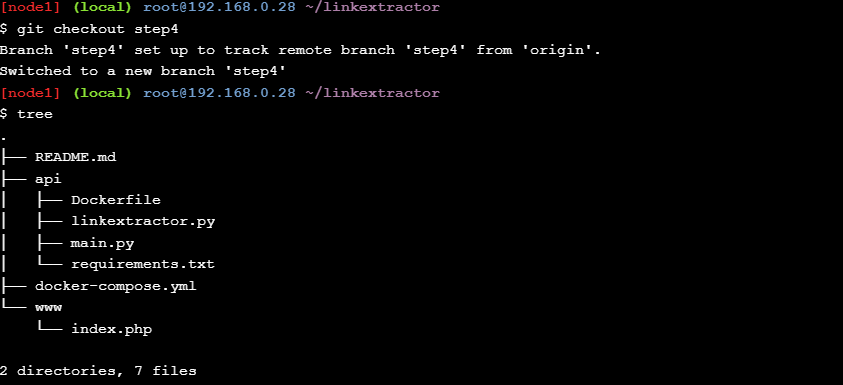 [node1] (local) root@192.168.0.28 ~/linkextractor
$ git checkout step4
Branch 'step4' set up to track remote branch 'step4' from 'origin'.
Switched to a new branch 'step4'
[node1] (local) root@192.168.0.28 ~/linkextractor
$ tree
.
├── README.md
├── api
│   ├── Dockerfile
│   ├── linkextractor.py
│   ├── main.py
│   └── requirements.txt
├── docker-compose.yml
└── www
    └── index.php

2 directories, 7 files